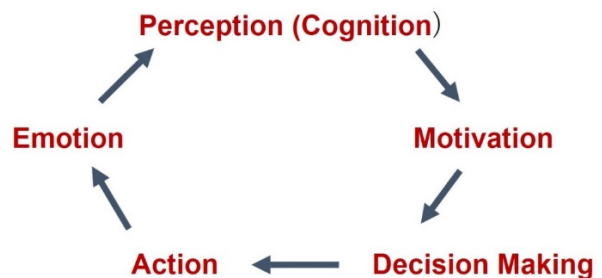 Perception (Cognition）
Emotion
Motivation
Action
Decision Making